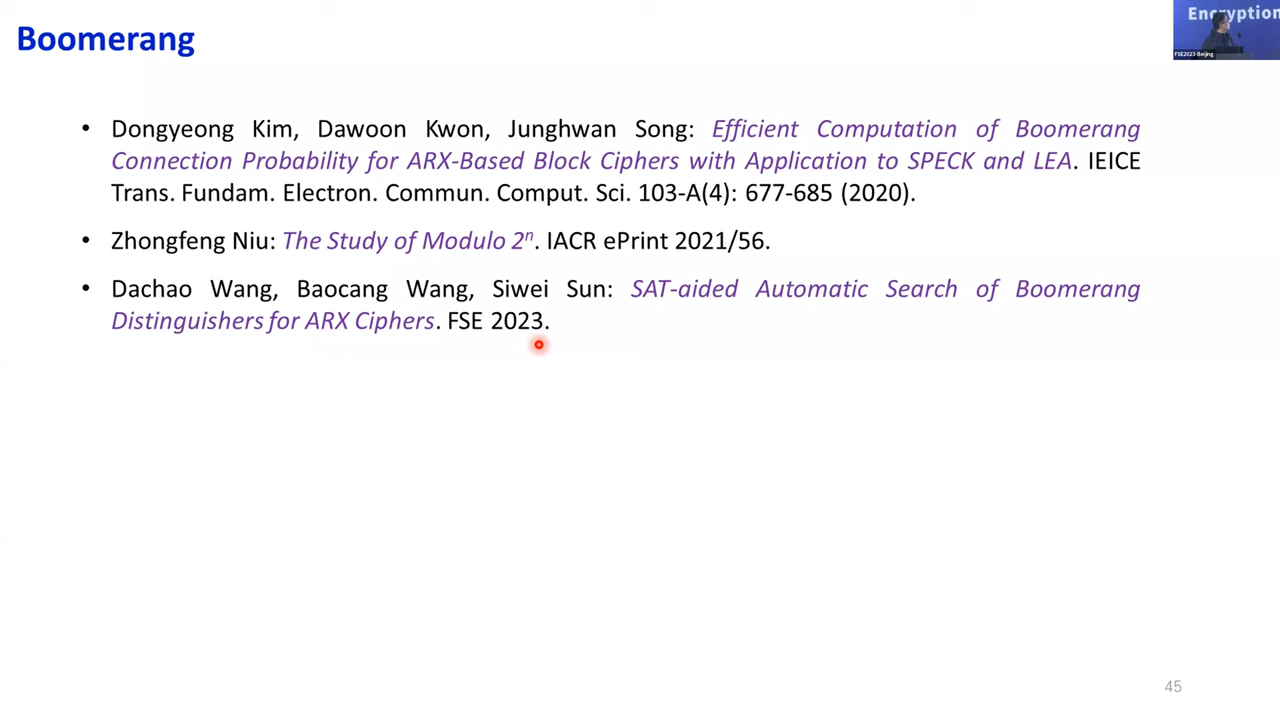 Boomerang
Encryption
FSE2023-Beijing
• Dongyeong Kim, Dawoon Kwon, Junghwan Song: Efficient Computation of Boomerang
Connection Probability for ARX-Based Block Ciphers with Application to SPECK and LEA. IEICE
Trans. Fundam. Electron. Commun. Comput. Sci. 103-A(4): 677-685 (2020).
• Zhongfeng Niu: The Study of Modulo 2ⁿ. IACR ePrint 2021/56.
• Dachao Wang, Baocang Wang, Siwei Sun: SAT-aided Automatic Search of Boomerang
Distinguishers for ARX Ciphers. FSE 2023.
45